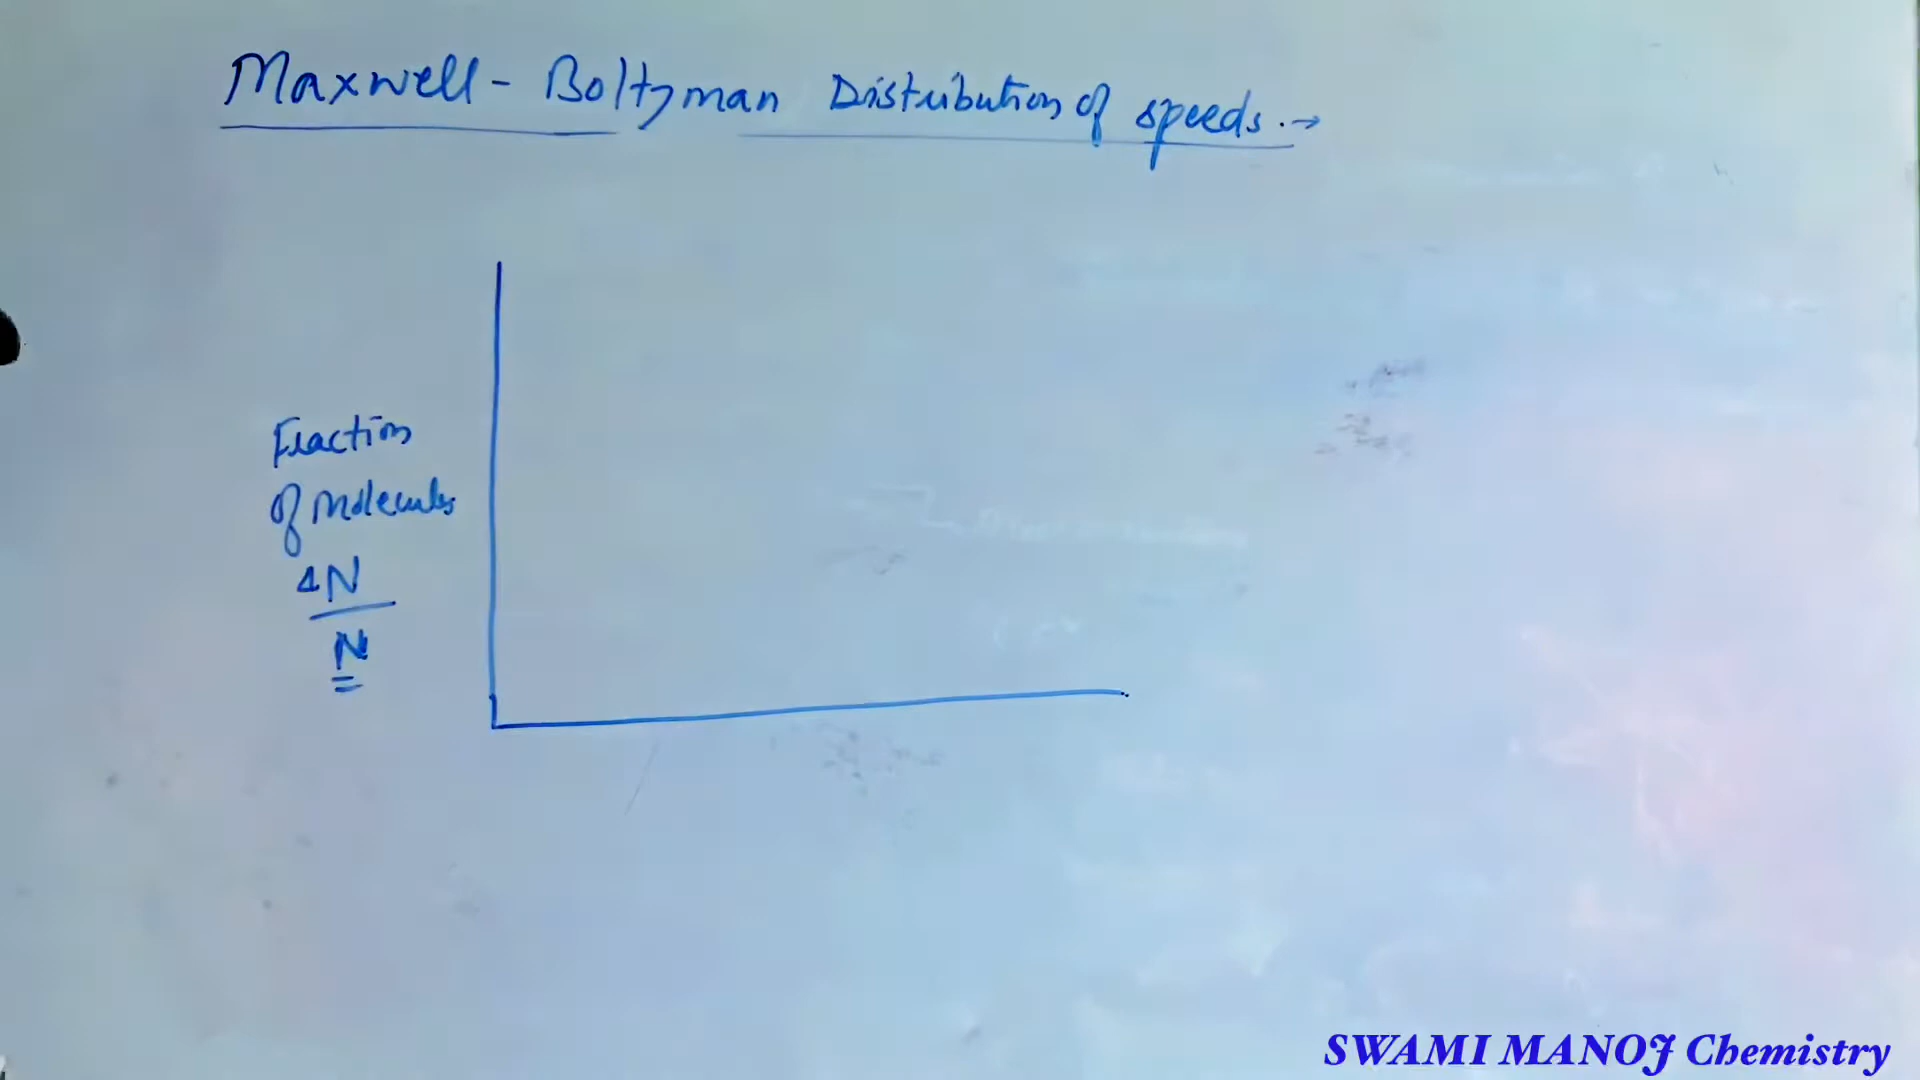 Maxwell - Boltzman Distribution of speeds. →
Fraction
of Molecules
ΔN
N
SWAMI MANOJ Chemistry